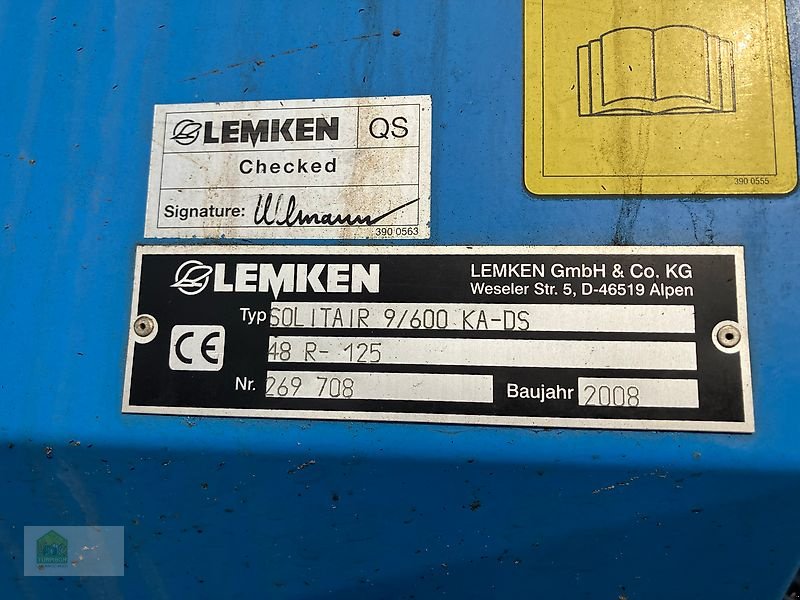 LEMKEN QS
Checked
Signature: Ulmann
390 0563
390 0555
LEMKEN
LEMKEN GmbH & Co. KG
Weseler Str. 5, D-46519 Alpen
Typ SOLITAIR 9/600 KA-DS
CE 48 R- 125
Nr. 269 708 Baujahr 2008